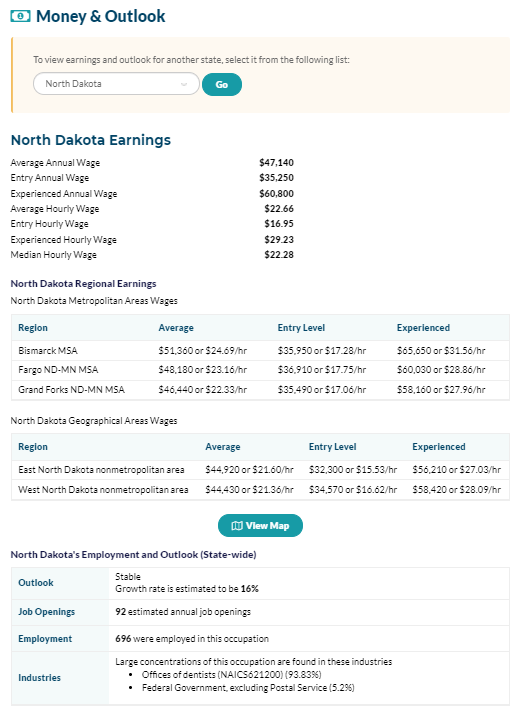 Money & Outlook
To view earnings and outlook for another state, select it from the following list:
North Dakota Go
North Dakota Earnings
Average Annual Wage $47,140
Entry Annual Wage $35,250
Experienced Annual Wage $60,800
Average Hourly Wage $22.66
Entry Hourly Wage $16.95
Experienced Hourly Wage $29.23
Median Hourly Wage $22.28
North Dakota Regional Earnings
North Dakota Metropolitan Areas Wages
Region Average Entry Level Experienced
Bismarck MSA $51,360 or $24.69/hr $35,950 or $17.28/hr $65,650 or $31.56/hr
Fargo ND-MN MSA $48,180 or $23.16/hr $36,910 or $17.75/hr $60,030 or $28.86/hr
Grand Forks ND-MN MSA $46,440 or $22.33/hr $35,490 or $17.06/hr $58,160 or $27.96/hr
North Dakota Geographical Areas Wages
Region Average Entry Level Experienced
East North Dakota nonmetropolitan area $44,920 or $21.60/hr $32,300 or $15.53/hr $56,210 or $27.03/hr
West North Dakota nonmetropolitan area $44,430 or $21.36/hr $34,570 or $16.62/hr $58,420 or $28.09/hr
View Map
North Dakota's Employment and Outlook (State-wide)
Outlook Stable
Growth rate is estimated to be 16%
Job Openings 92 estimated annual job openings
Employment 696 were employed in this occupation
Industries Large concentrations of this occupation are found in these industries
• Offices of dentists (NAICS621200) (93.83%)
• Federal Government, excluding Postal Service (5.2%)